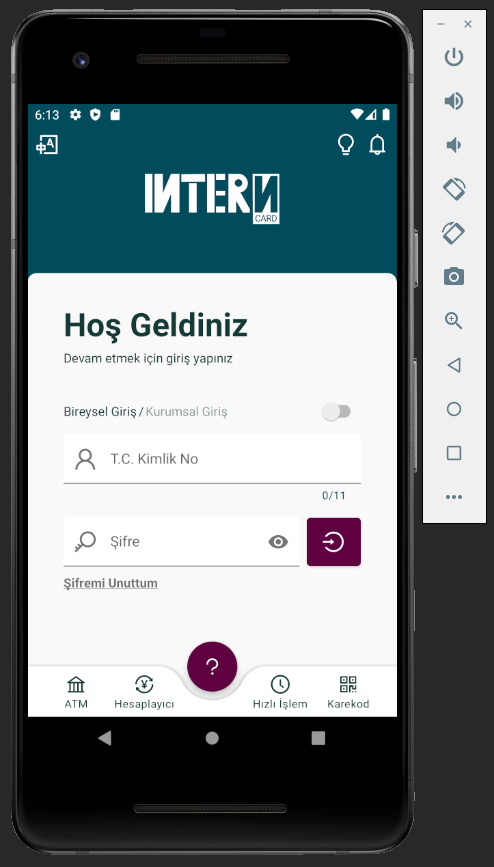 6:13
A
INTERN
CARD
Hoş Geldiniz
Devam etmek için giriş yapınız
Bireysel Giriş / Kurumsal Giriş
T.C. Kimlik No
0/11
Şifre
Şifremi Unuttum
?
ATM Hesaplayıcı Hızlı İşlem Karekod